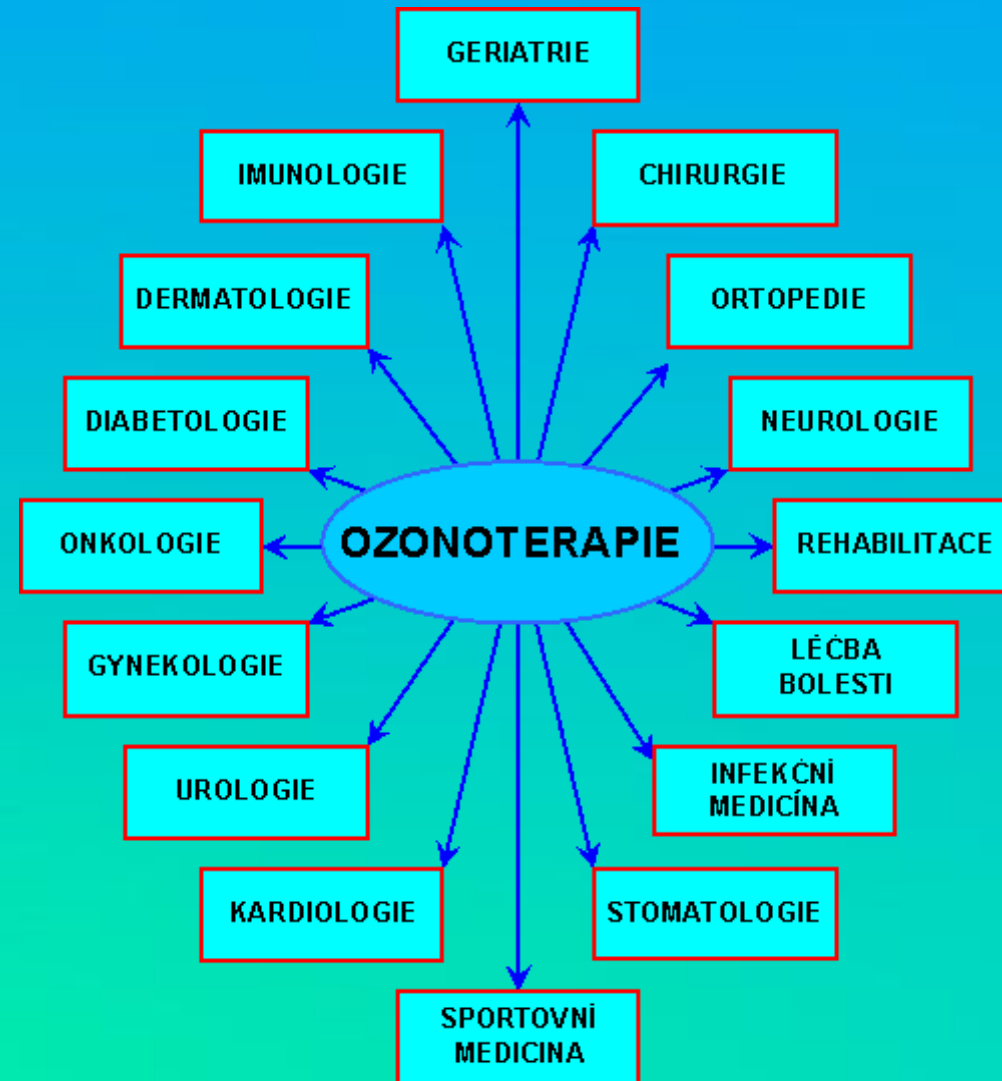 GERIATRIE
IMUNOLOGIE
CHIRURGIE
DERMATOLOGIE
ORTOPEDIE
DIABETOLOGIE
NEUROLOGIE
ONKOLOGIE
OZONOTERAPIE
REHABILITACE
GYNEKOLOGIE
LÉČBA
BOLESTI
UROLOGIE
INFEKČNÍ
MEDICÍNA
KARDIOLOGIE
STOMATOLOGIE
SPORTOVNÍ
MEDICINA